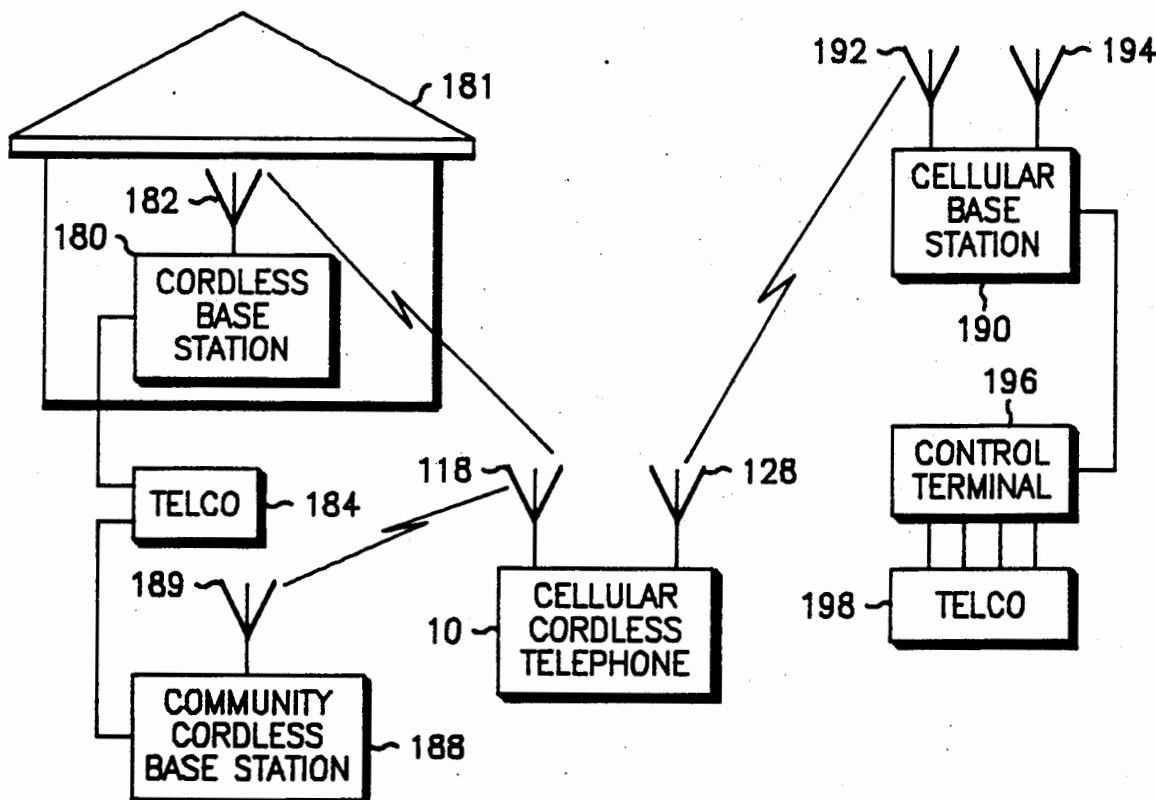 181
182
180
CORDLESS
BASE
STATION
TELCO
184
189
COMMUNITY
CORDLESS
BASE STATION
188
118
128
10
CELLULAR
CORDLESS
TELEPHONE
192
194
CELLULAR
BASE
STATION
190
196
CONTROL
TERMINAL
198
TELCO